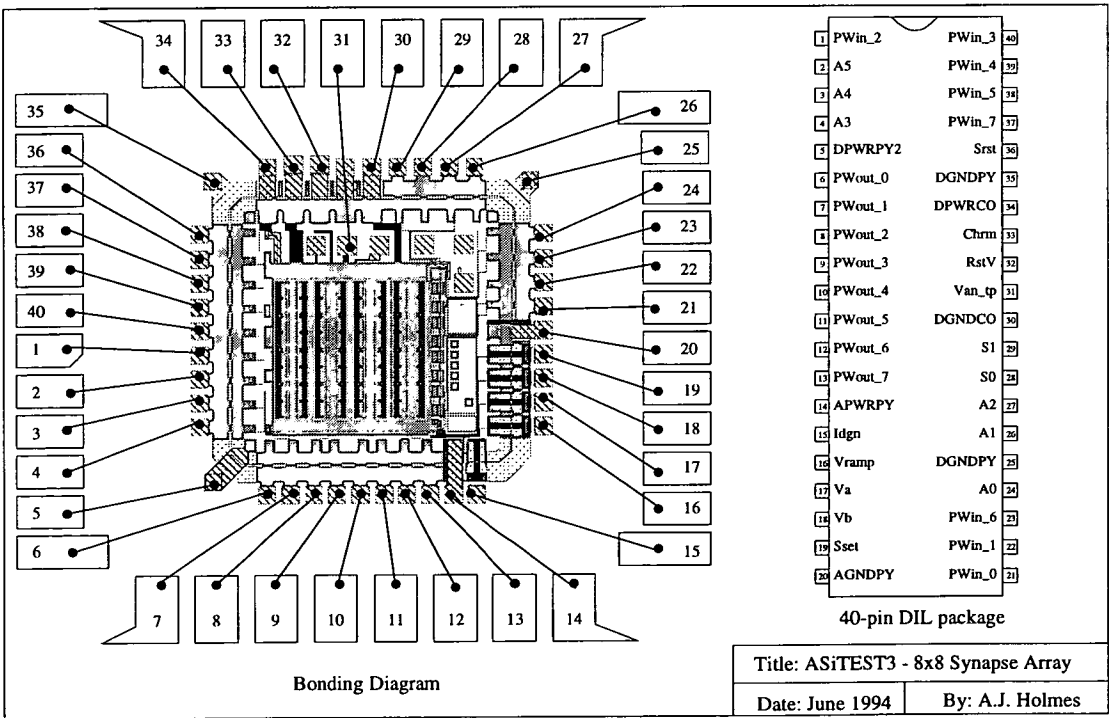 34 33 32 31 30 29 28 27
35
36
37
38
39
40
1
2
3
4
5
6
26
25
24
23
22
21
20
19
18
17
16
15
7 8 9 10 11 12 13 14
Bonding Diagram
1 PWin_2 PWin_3 40
2 A5 PWin_4 39
3 A4 PWin_5 38
4 A3 PWin_7 37
5 DPWRPY2 Srst 36
6 PWout_0 DGNDPY 35
7 PWout_1 DPWRCO 34
8 PWout_2 Chrm 33
9 PWout_3 RstV 32
10 PWout_4 Van_tp 31
11 PWout_5 DGNDCO 30
12 PWout_6 S1 29
13 PWout_7 S0 28
14 APWRPY A2 27
15 Idgn A1 26
16 Vramp DGNDPY 25
17 Va A0 24
18 Vb PWin_6 23
19 Sset PWin_1 22
20 AGNDPY PWin_0 21
40-pin DIL package
Title: ASiTEST3 - 8x8 Synapse Array
Date: June 1994 By: A.J. Holmes